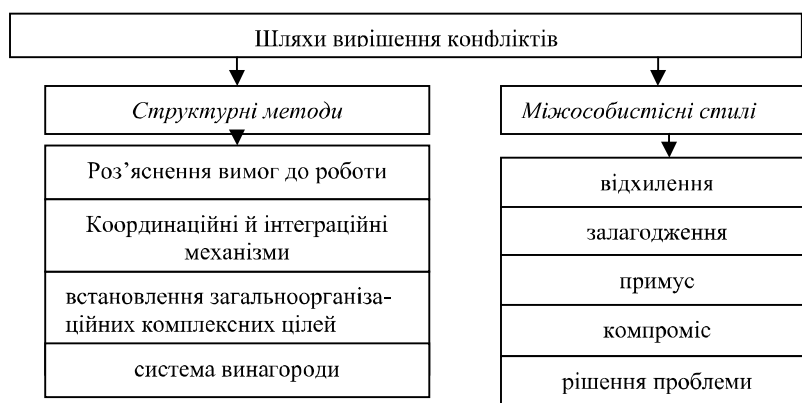 Шляхи вирішення конфліктів
Структурні методи
Роз’яснення вимог до роботи
Координаційні й інтеграційні
механізми
встановлення загальноорганіза-
ційних комплексних цілей
система винагороди
Міжособистісні стилі
відхилення
залагодження
примус
компроміс
рішення проблеми